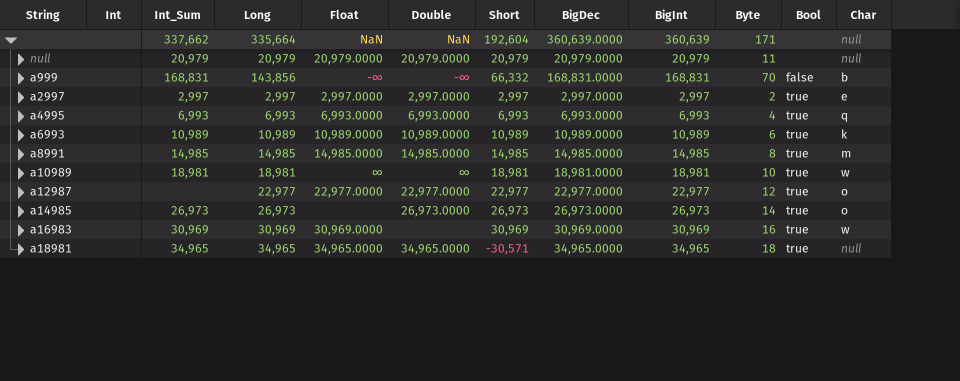 String Int Int_Sum Long Float Double Short BigDec BigInt Byte Bool Char
337,662 335,664 NaN NaN 192,604 360,639.0000 360,639 171 null
null 20,979 20,979 20,979.0000 20,979.0000 20,979 20,979.0000 20,979 11 null
a999 168,831 143,856 -∞ -∞ 66,332 168,831.0000 168,831 70 false b
a2997 2,997 2,997 2,997.0000 2,997.0000 2,997 2,997.0000 2,997 2 true e
a4995 6,993 6,993 6,993.0000 6,993.0000 6,993 6,993.0000 6,993 4 true q
a6993 10,989 10,989 10,989.0000 10,989.0000 10,989 10,989.0000 10,989 6 true k
a8991 14,985 14,985 14,985.0000 14,985.0000 14,985 14,985.0000 14,985 8 true m
a10989 18,981 18,981 ∞ ∞ 18,981 18,981.0000 18,981 10 true w
a12987 22,977 22,977.0000 22,977.0000 22,977 22,977.0000 22,977 12 true o
a14985 26,973 26,973 26,973.0000 26,973 26,973.0000 26,973 14 true o
a16983 30,969 30,969 30,969.0000 30,969 30,969.0000 30,969 16 true w
a18981 34,965 34,965 34,965.0000 34,965.0000 -30,571 34,965.0000 34,965 18 true null